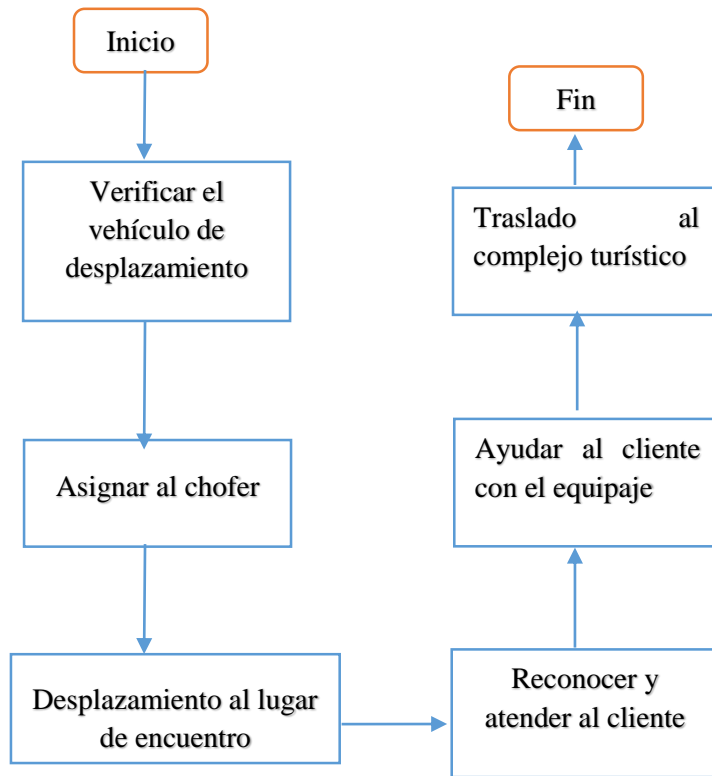 Inicio
Verificar el
vehículo de
desplazamiento
Asignar al chofer
Desplazamiento al lugar
de encuentro
Reconocer y
atender al cliente
Ayudar al cliente
con el equipaje
Traslado al
complejo turístico
Fin